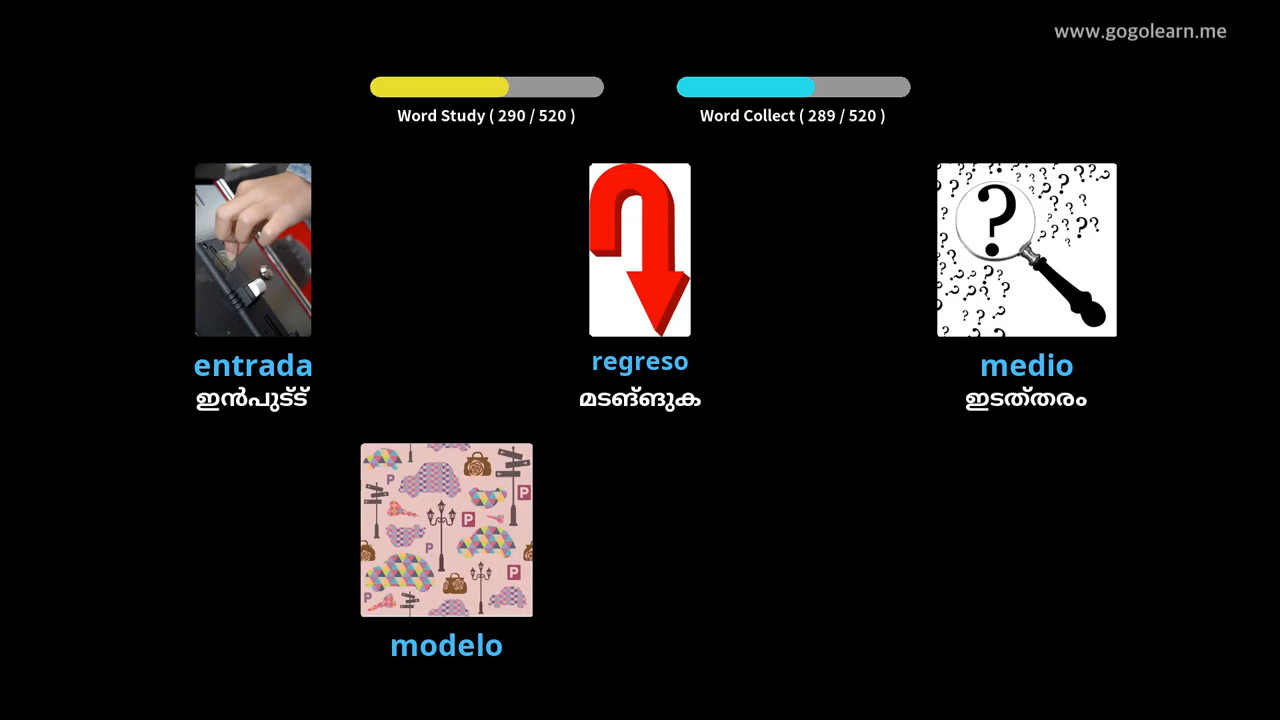 www.gogolearn.me
Word Study ( 290 / 520 )
Word Collect ( 289 / 520 )
entrada
ഇൻപുട്ട്
regreso
മടങ്ങുക
medio
ഇടത്തരം
P
P
P
P
P
P
modelo